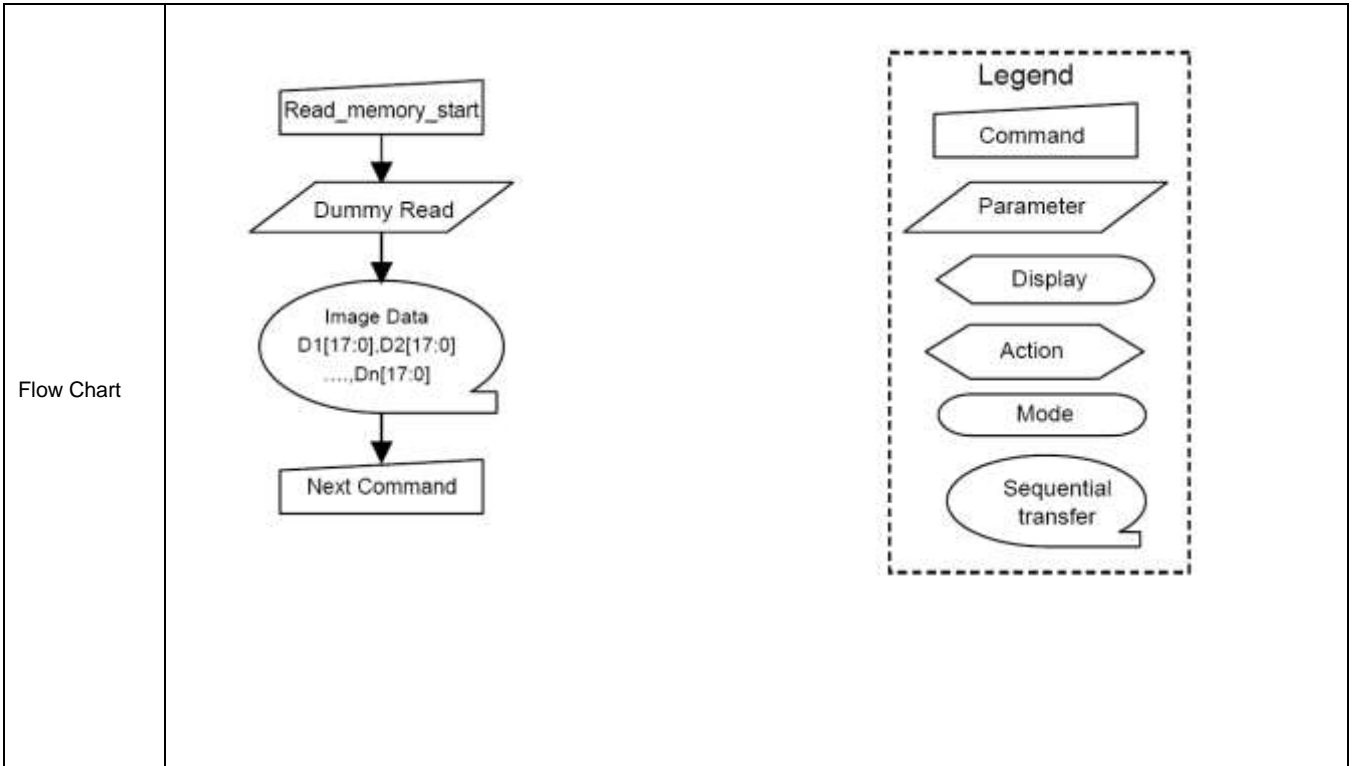 Flow Chart
Read_memory_start
Dummy Read
Image Data
D1[17:0],D2[17:0]
....,Dn[17:0]
Next Command
Legend
Command
Parameter
Display
Action
Mode
Sequential
transfer